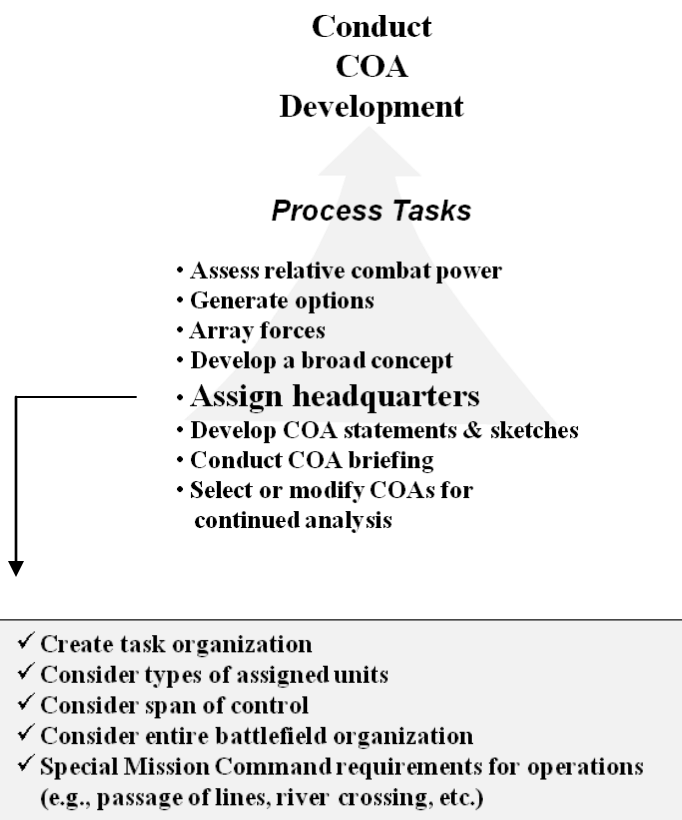 Conduct
COA
Development
Process Tasks
• Assess relative combat power
• Generate options
• Array forces
• Develop a broad concept
• Assign headquarters
• Develop COA statements & sketches
• Conduct COA briefing
• Select or modify COAs for
continued analysis
✓ Create task organization
✓ Consider types of assigned units
✓ Consider span of control
✓ Consider entire battlefield organization
✓ Special Mission Command requirements for operations
(e.g., passage of lines, river crossing, etc.)